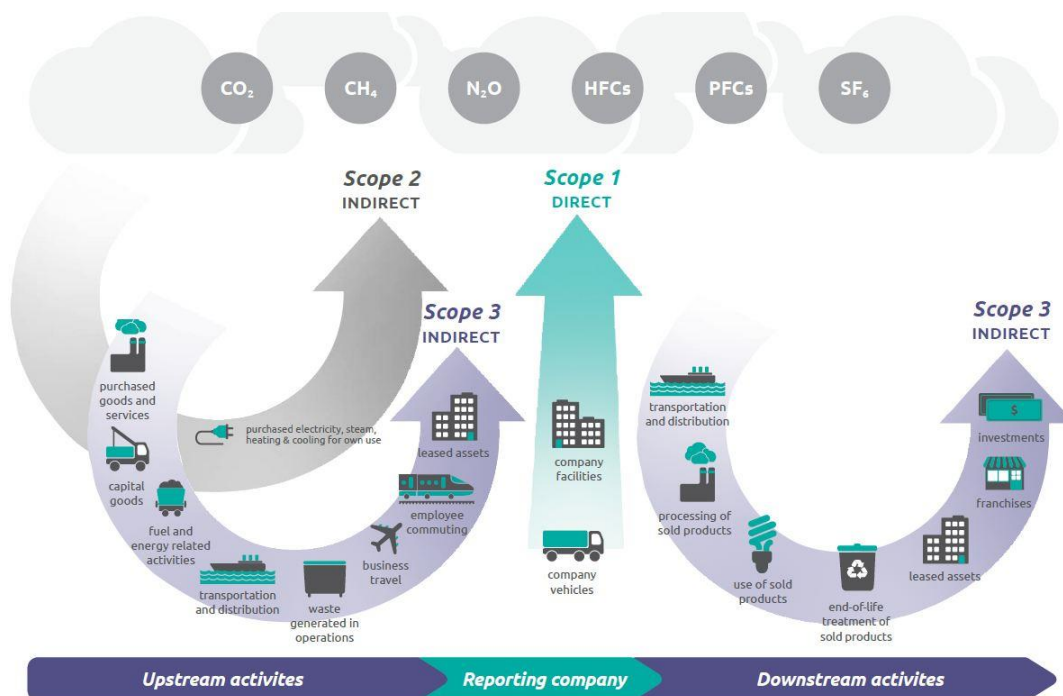 CO₂
CH₄
N₂O
HFCs
PFCs
SF₆
Scope 2
INDIRECT
Scope 1
DIRECT
Scope 3
INDIRECT
Scope 3
INDIRECT
purchased
goods and
services
capital
goods
fuel and
energy related
activities
purchased electricity, steam,
heating & cooling for own use
transportation
and distribution
waste
generated in
operations
business
travel
employee
commuting
leased assets
company
facilities
company
vehicles
transportation
and distribution
processing of
sold products
use of sold
products
end-of-life
treatment of
sold products
leased assets
franchises
$
investments
Upstream activites
Reporting company
Downstream activites